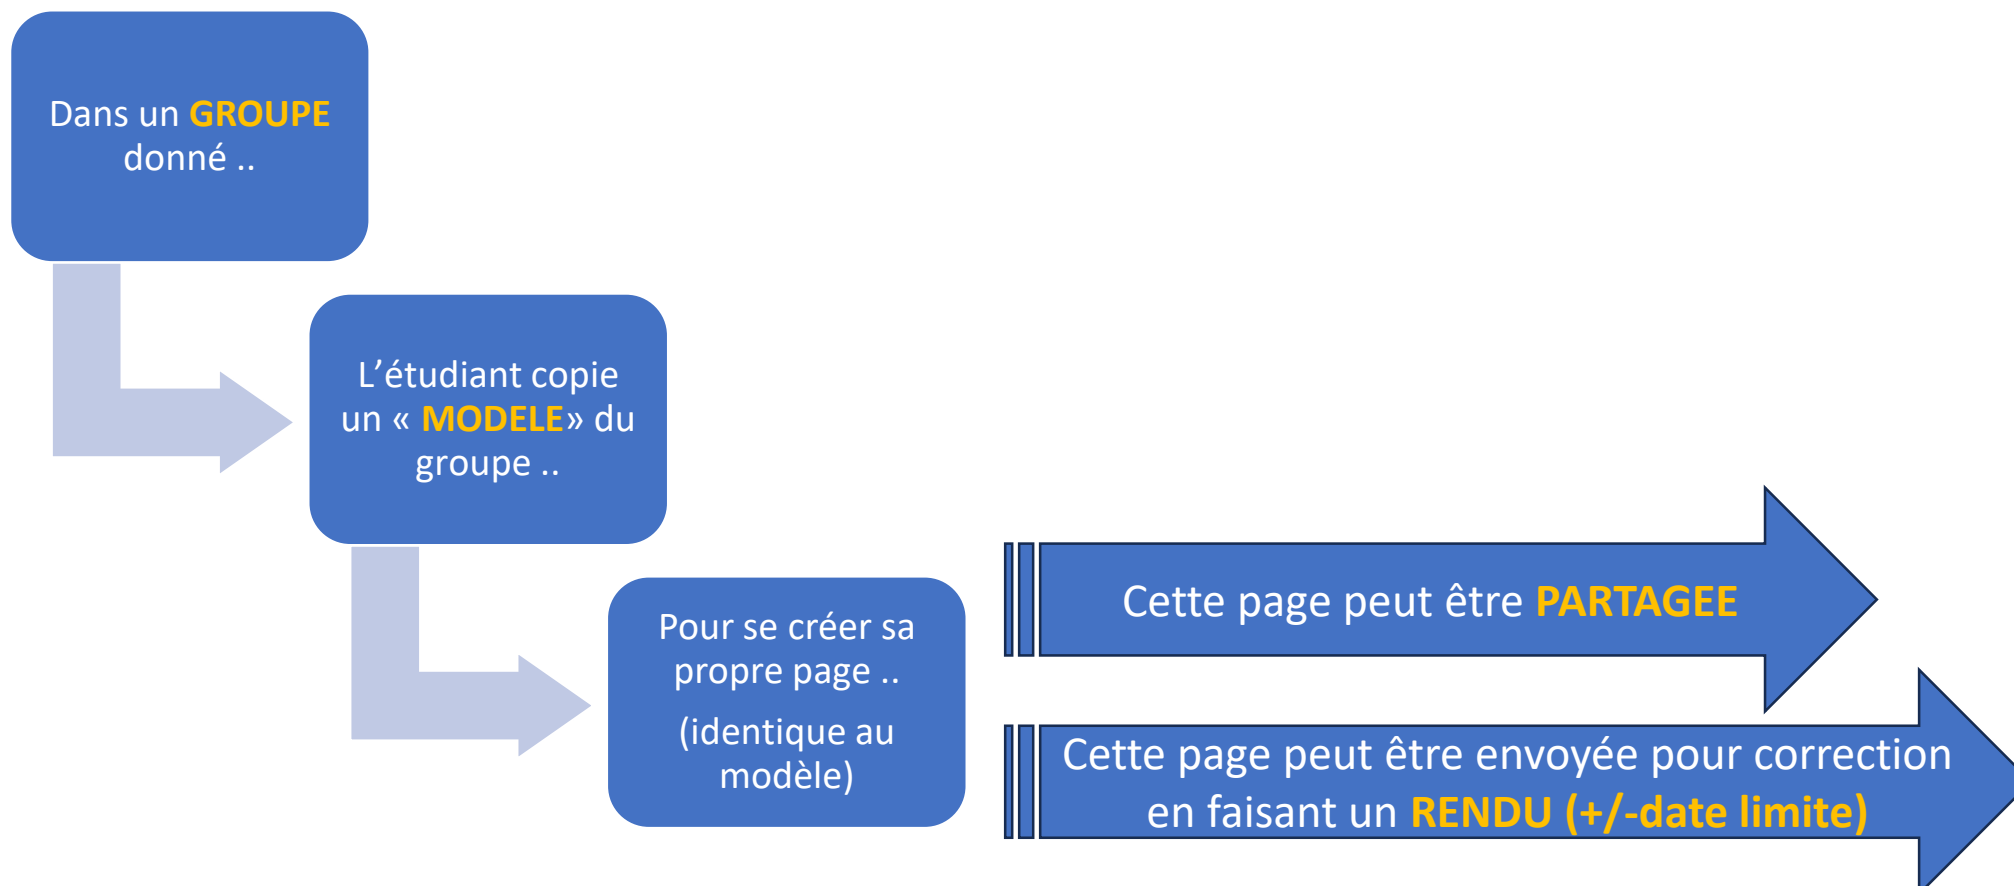 Dans un GROUPE
donné ..
L’étudiant copie
un « MODELE» du
groupe ..
Pour se créer sa
propre page ..
(identique au
modèle)
Cette page peut être PARTAGEE
Cette page peut être envoyée pour correction
en faisant un RENDU (+/-date limite)